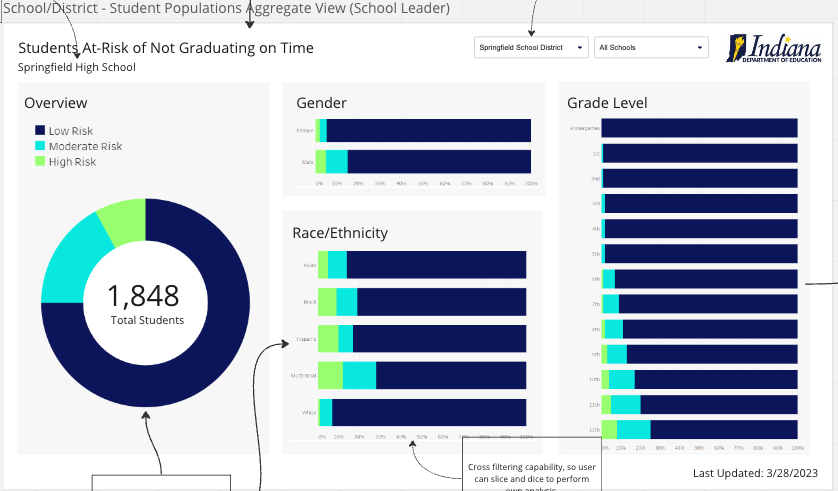 School/District - Student Populations Aggregate View (School Leader)
Students At-Risk of Not Graduating on Time
Springfield High School
Springfield School District
All Schools
Indiana
DEPARTMENT OF EDUCATION
Overview
Low Risk
Moderate Risk
High Risk
1,848
Total Students
Gender
Female
Male
0% 10% 20% 30% 40% 50% 60% 70% 80% 90% 100%
Race/Ethnicity
Asian
Black
Hispanic
Multiracial
White
0% 10% 20% 30% 40% 50% 60% 70% 80% 90% 100%
Grade Level
Kindergarten
1st
2nd
3rd
4th
5th
6th
7th
8th
9th
10th
11th
12th
0% 10% 20% 30% 40% 50% 60% 70% 80% 90% 100%
Cross filtering capability, so user
can slice and dice to perform
own analysis
Last Updated: 3/28/2023